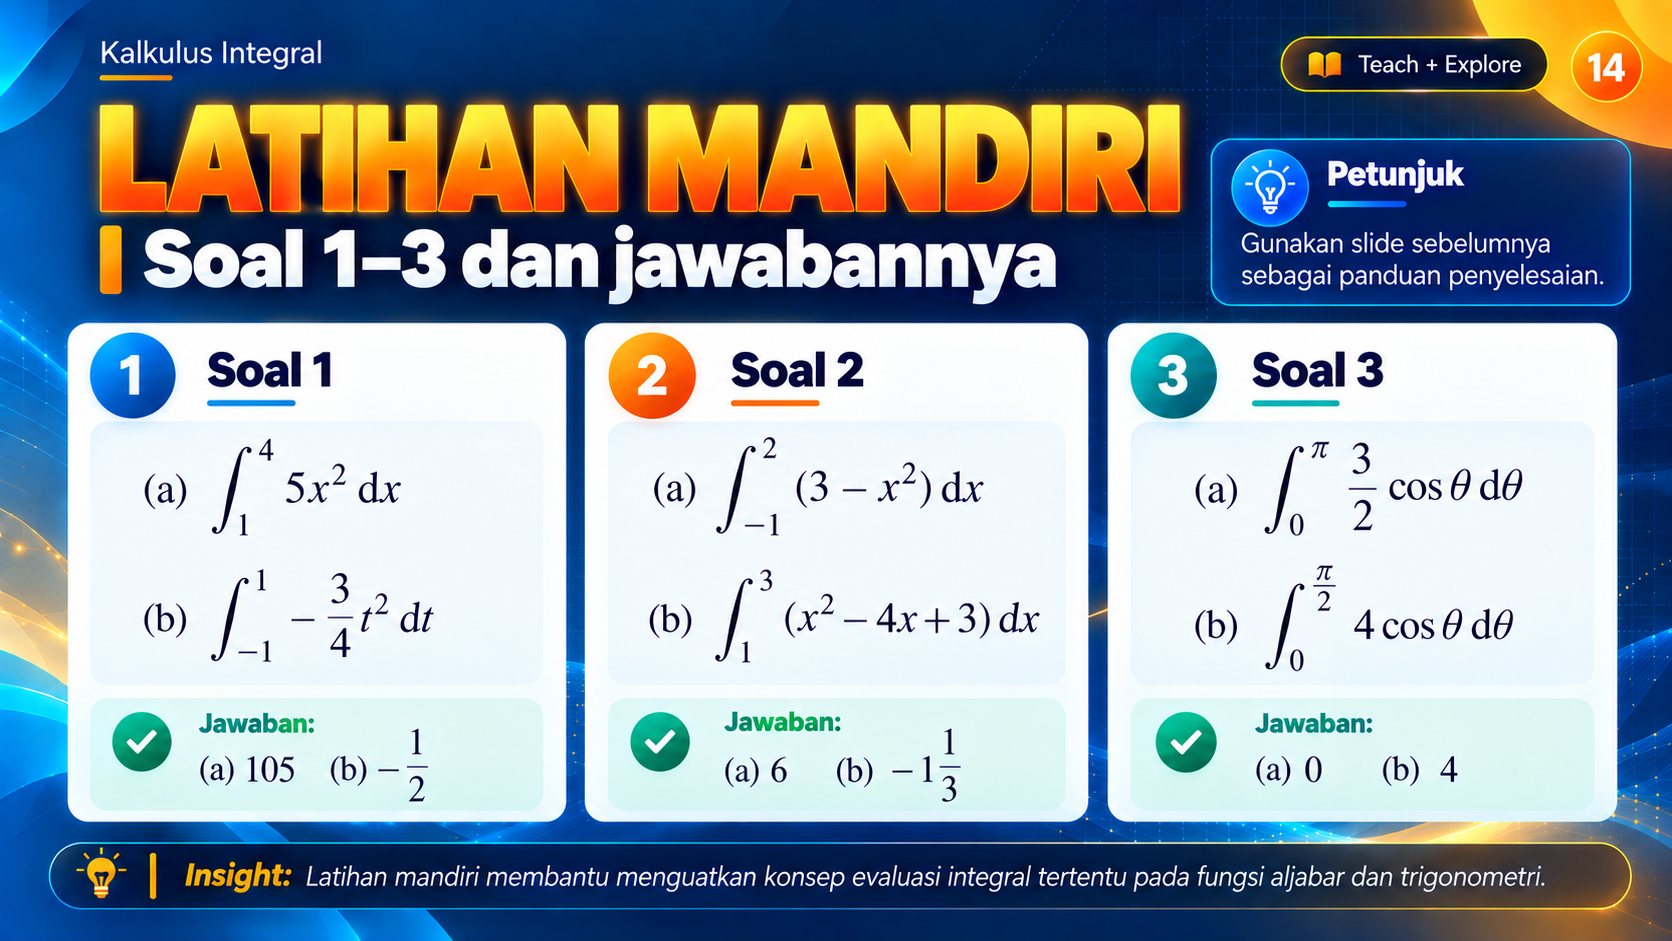 Kalkulus Integral
Teach + Explore
14
LATIHAN MANDIRI
Soal 1–3 dan jawabannya
Petunjuk
Gunakan slide sebelumnya
sebagai panduan penyelesaian.
1 Soal 1
(a) ∫₁⁴ 5x² dx
(b) ∫₋₁¹ −3/4 t² dt
Jawaban:
(a) 105 (b) −1/2
2 Soal 2
(a) ∫₋₁² (3 − x²) dx
(b) ∫₁³ (x² − 4x + 3) dx
Jawaban:
(a) 6 (b) −1 1/3
3 Soal 3
(a) ∫₀^π 3/2 cos θ dθ
(b) ∫₀^(π/2) 4 cos θ dθ
Jawaban:
(a) 0 (b) 4
Insight: Latihan mandiri membantu menguatkan konsep evaluasi integral tertentu pada fungsi aljabar dan trigonometri.